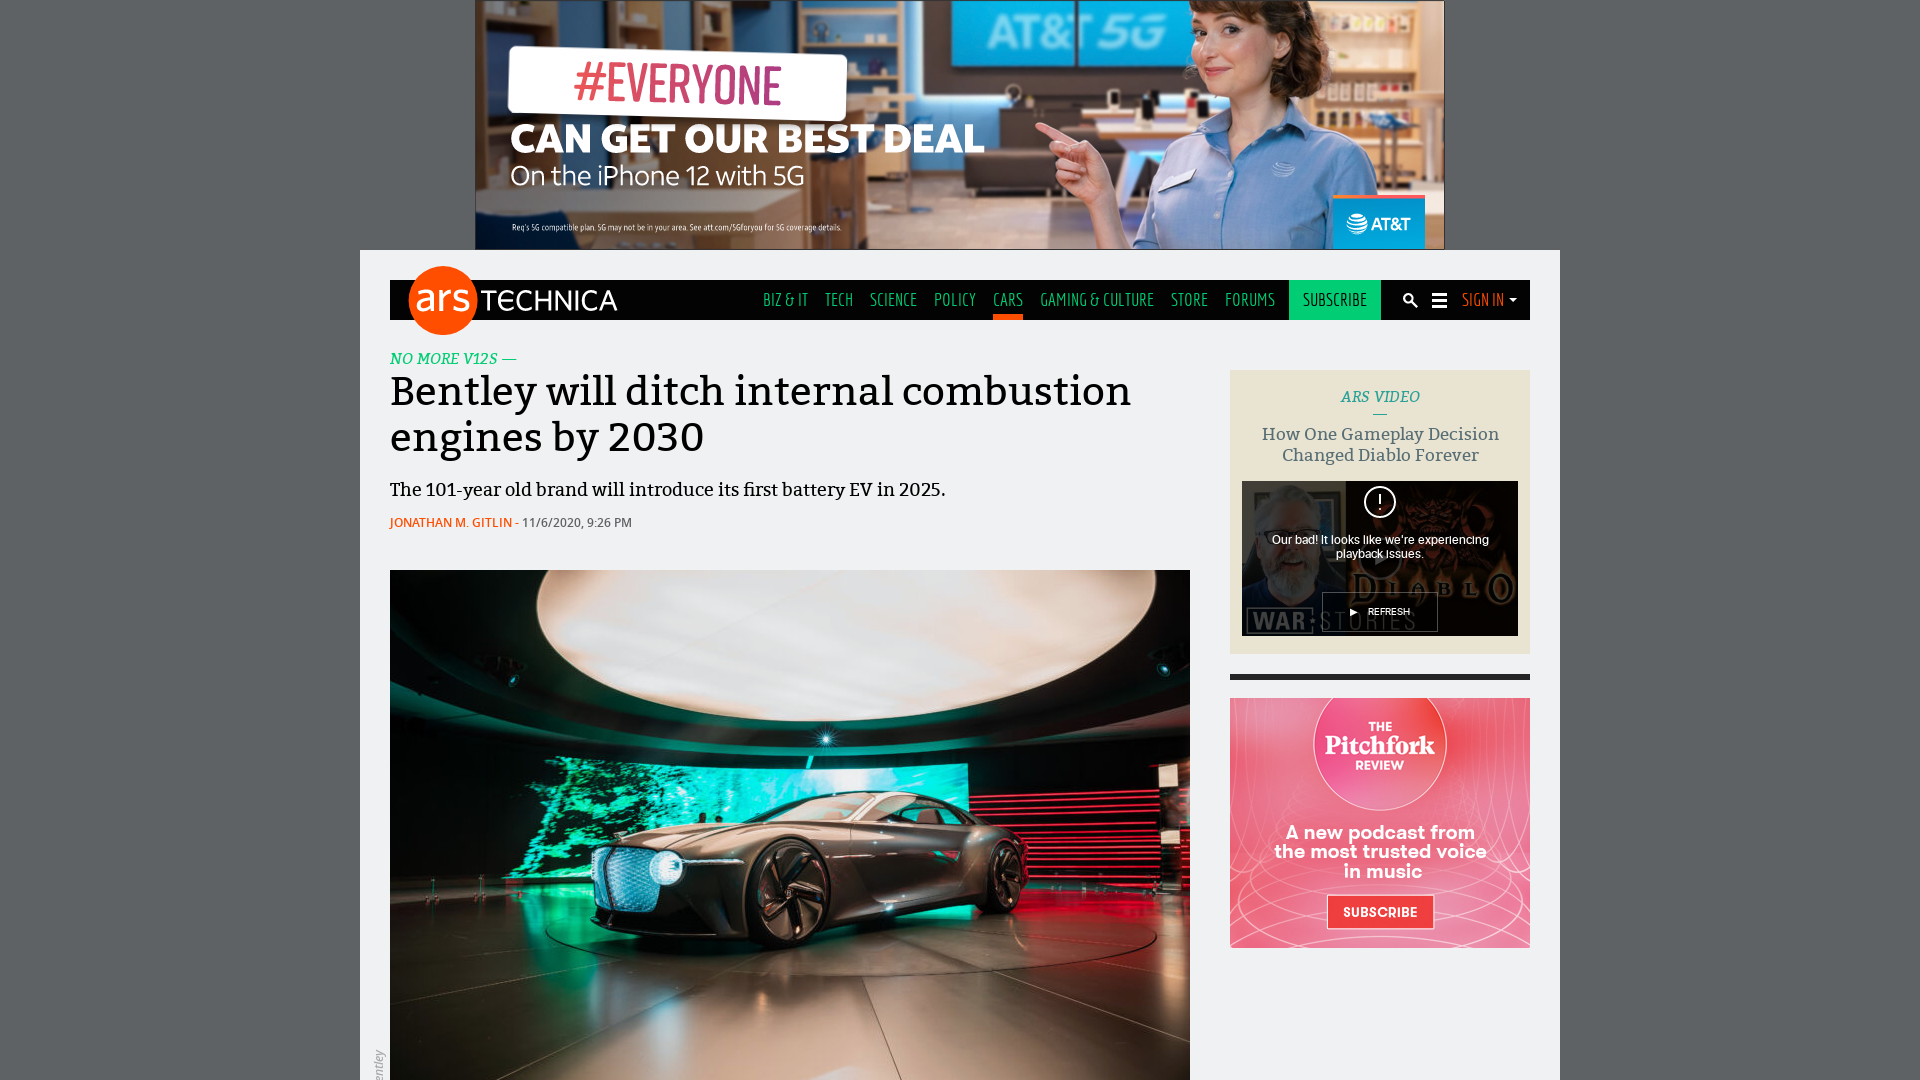 AT&T 5G
#EVERYONE
CAN GET OUR BEST DEAL
On the iPhone 12 with 5G
Req's 5G compatible plan. 5G may not be in your area. See att.com/5Gforyou for 5G coverage details.
AT&T
ars TECHNICA
BIZ & IT TECH SCIENCE POLICY CARS GAMING & CULTURE STORE FORUMS SUBSCRIBE SIGN IN
NO MORE V12S —
Bentley will ditch internal combustion
engines by 2030
The 101-year old brand will introduce its first battery EV in 2025.
JONATHAN M. GITLIN - 11/6/2020, 9:26 PM
ARS VIDEO
—
How One Gameplay Decision
Changed Diablo Forever
Our bad! It looks like we're experiencing
playback issues.
DIABLO
REFRESH
WAR STORIES
THE
Pitchfork
REVIEW
A new podcast from
the most trusted voice
in music
SUBSCRIBE